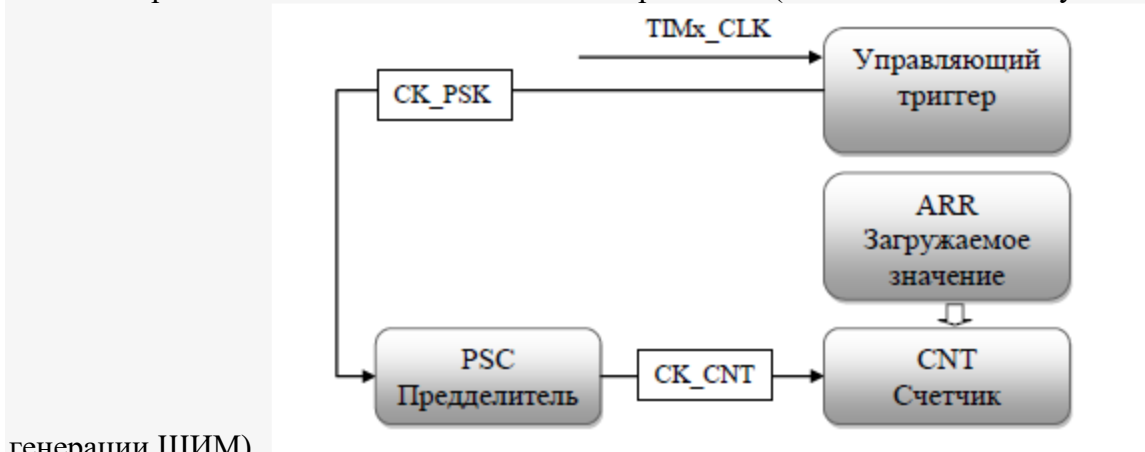 TIMx_CLK
Управляющий
триггер
CK_PSK
ARR
Загружаемое
значение
PSC
Предделитель
CK_CNT
CNT
Счетчик
генерации ШИМ)